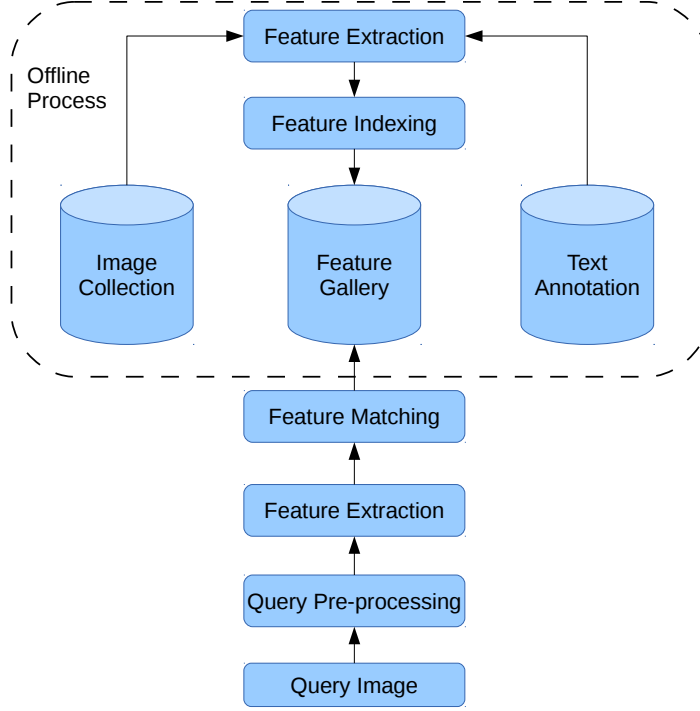 Feature Extraction
Offline
Process
Feature Indexing
Image
Collection
Feature
Gallery
Text
Annotation
Feature Matching
Feature Extraction
Query Pre-processing
Query Image